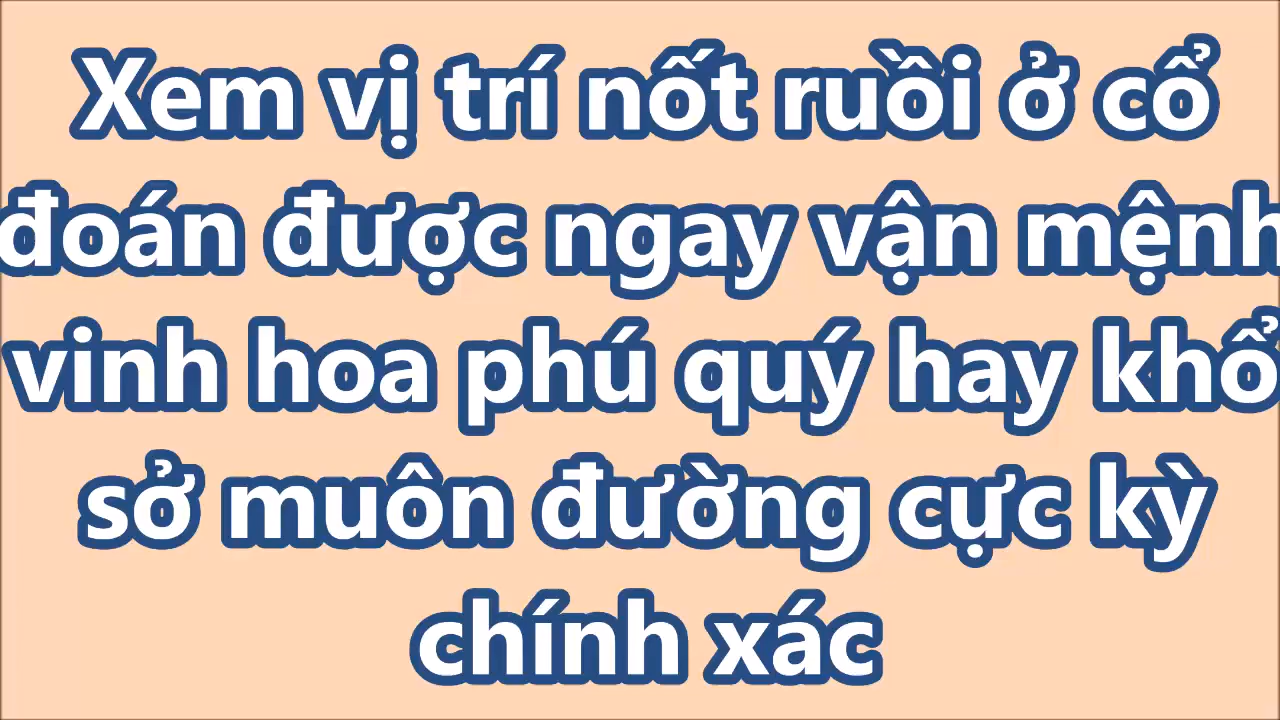 Xem vị trí nốt ruồi ở cổ
đoán được ngay vận mệnh
vinh hoa phú quý hay khổ
sở muôn đường cực kỳ
chính xác